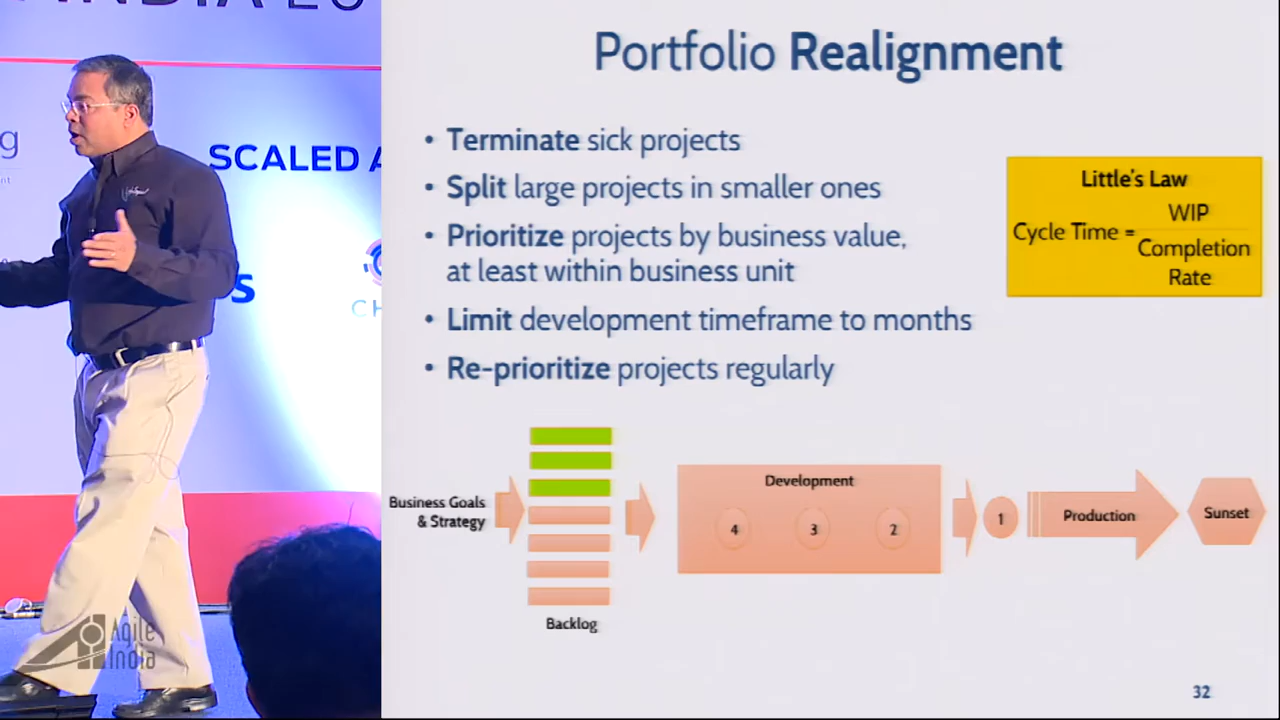 Portfolio Realignment
• Terminate sick projects
• Split large projects in smaller ones
• Prioritize projects by business value,
at least within business unit
• Limit development timeframe to months
• Re-prioritize projects regularly
Little's Law
Cycle Time =
WIP
Completion
Rate
Business Goals
& Strategy
Backlog
Development
4
3
2
1
Production
Sunset
32
SCALED A
g
S
CH
Agile
India